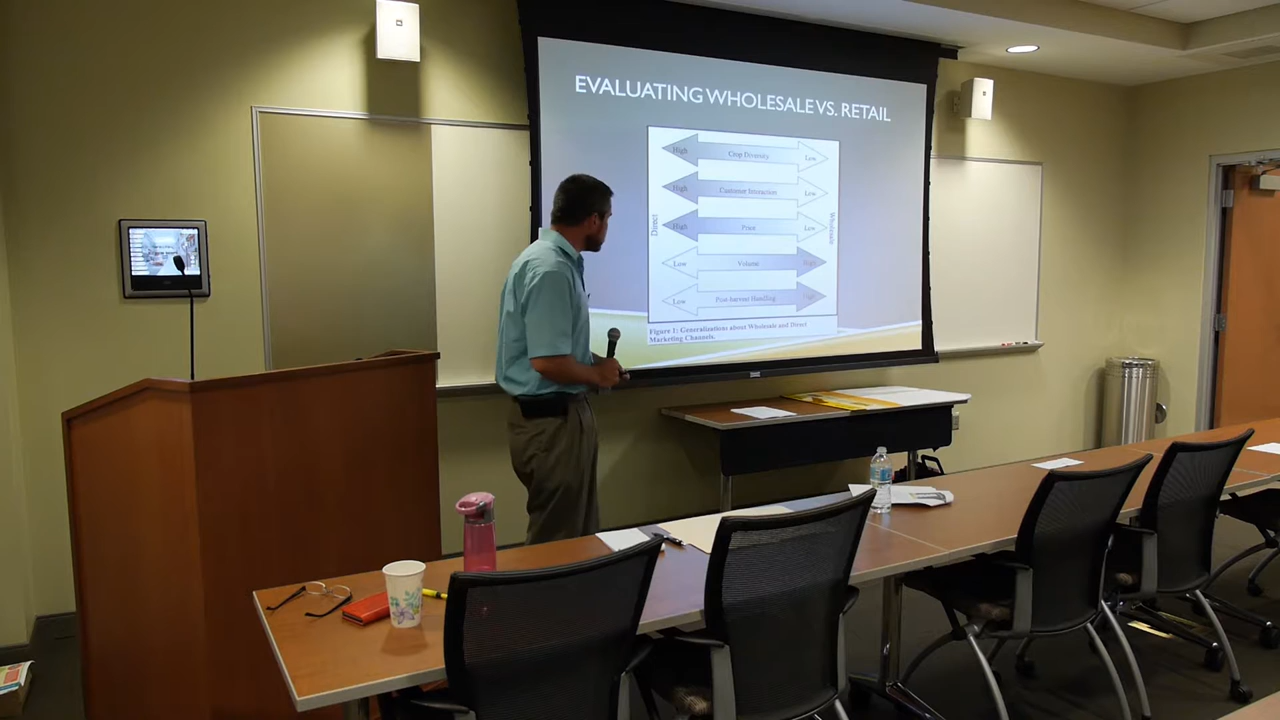 EVALUATING WHOLESALE VS. RETAIL
High Crop Diversity Low
High Customer Interaction Low
Direct
High Price Low
Wholesale
Low Volume High
Low Post-harvest Handling High
Figure 1: Generalizations about Wholesale and Direct
Marketing Channels.